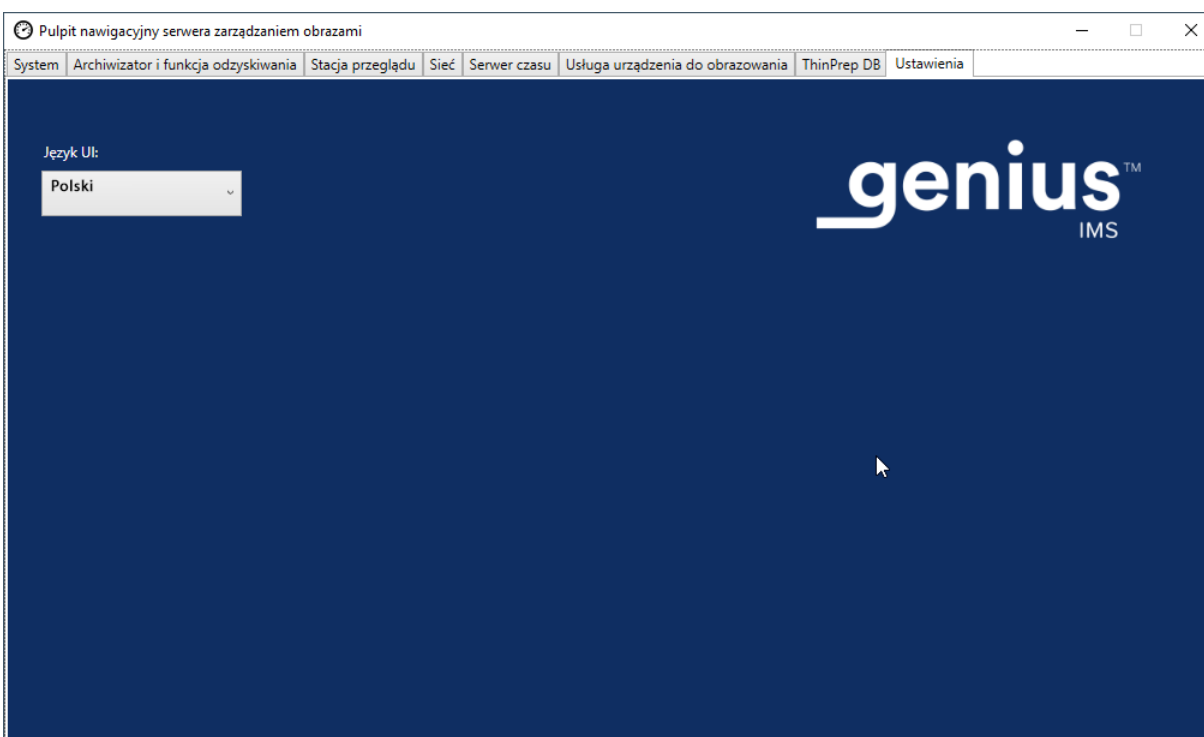 Pulpit nawigacyjny serwera zarządzaniem obrazami
System Archiwizator i funkcja odzyskiwania Stacja przeglądu Sieć Serwer czasu Usługa urządzenia do obrazowania ThinPrep DB Ustawienia
Język UI:
Polski
genius™
IMS